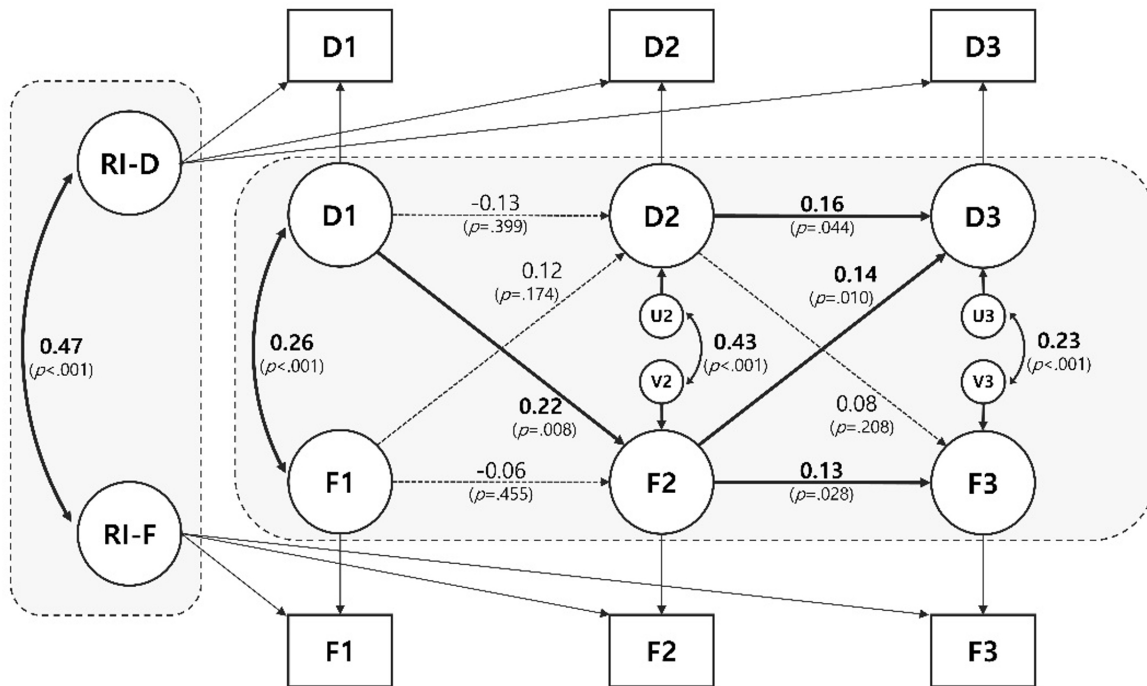 D1
D2
D3
RI-D
D1
-0.13
(p=.399)
D2
0.16
(p=.044)
D3
0.12
(p=.174)
0.14
(p=.010)
U2
U3
0.47
(p<.001)
0.26
(p<.001)
0.43
(p<.001)
0.23
(p<.001)
V2
V3
0.22
(p=.008)
0.08
(p=.208)
F1
-0.06
(p=.455)
F2
0.13
(p=.028)
F3
RI-F
F1
F2
F3